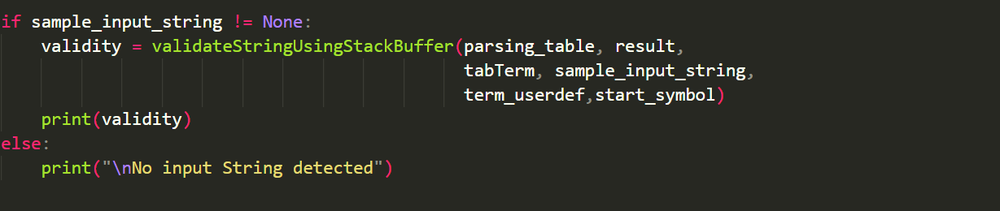 if sample_input_string != None:
    validity = validateStringUsingStackBuffer(parsing_table, result,
                                              tabTerm, sample_input_string,
                                              term_userdef,start_symbol)
    print(validity)
else:
    print("\nNo input String detected")